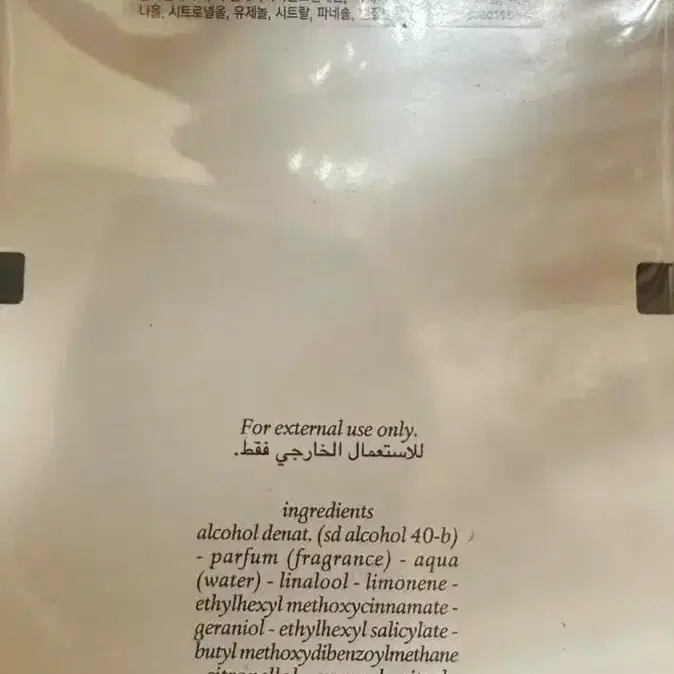 나올, 시트로넬올, 유제놀, 시트랄, 파네솔,
For external use only.
للاستعمال الخارجي فقط.
ingredients
alcohol denat. (sd alcohol 40-b)
- parfum (fragrance) - aqua
(water) - linalool - limonene -
ethylhexyl methoxycinnamate -
geraniol - ethylhexyl salicylate -
butyl methoxydibenzoylmethane